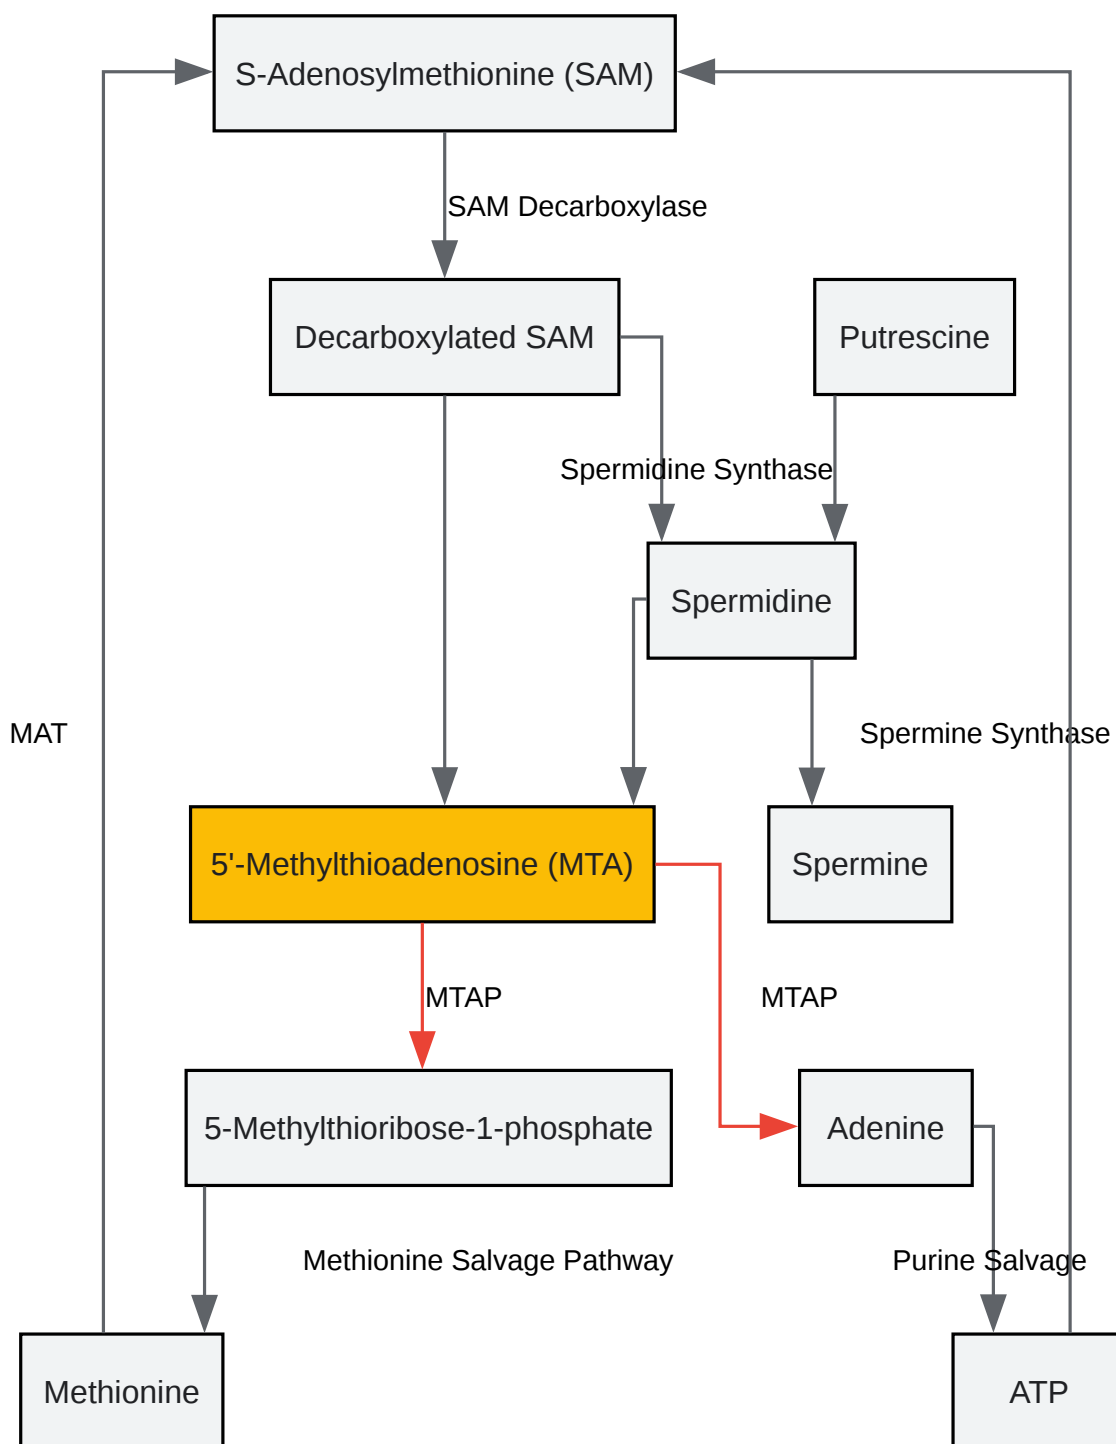 S-Adenosylmethionine (SAM)
SAM Decarboxylase
Decarboxylated SAM
Putrescine
Spermidine Synthase
Spermidine
MAT
Spermine Synthase
5'-Methylthioadenosine (MTA)
Spermine
MTAP
MTAP
5-Methylthioribose-1-phosphate
Adenine
Methionine Salvage Pathway
Purine Salvage
Methionine
ATP